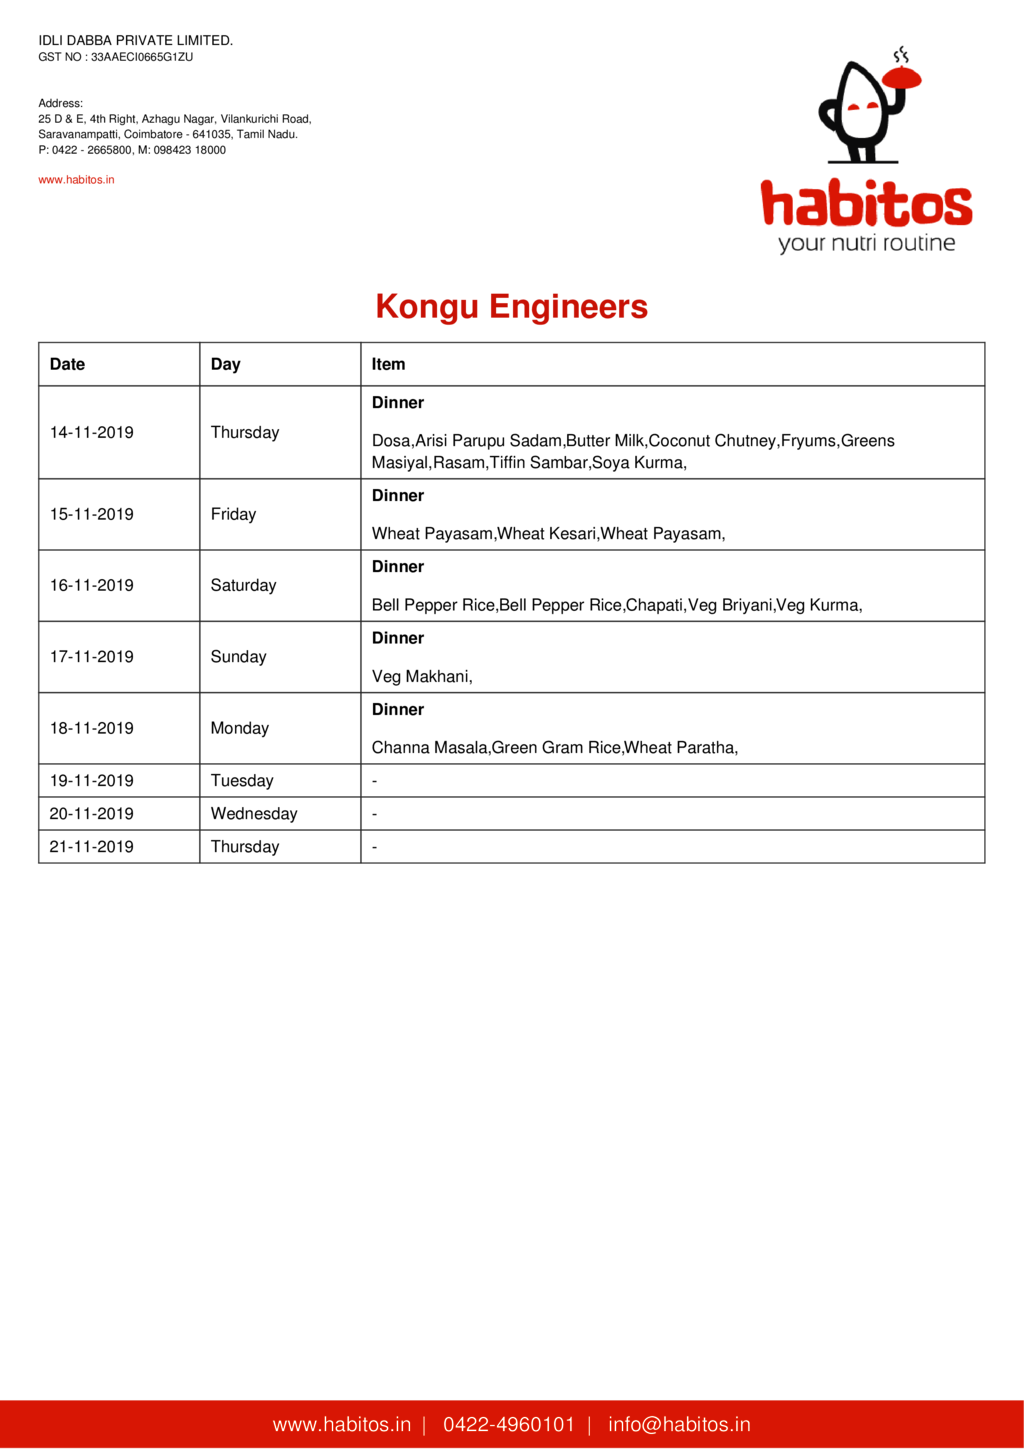 IDLI DABBA PRIVATE LIMITED.
GST NO : 33AAECI0665G1ZU
Address:
25 D & E, 4th Right, Azhagu Nagar, Vilankurichi Road,
Saravanampatti, Coimbatore - 641035, Tamil Nadu.
P: 0422 - 2665800, M: 098423 18000
www.habitos.in
habitos
your nutri routine
Kongu Engineers
Date Day Item
14-11-2019 Thursday Dinner
Dosa,Arisi Parupu Sadam,Butter Milk,Coconut Chutney,Fryums,Greens
Masiyal,Rasam,Tiffin Sambar,Soya Kurma,
15-11-2019 Friday Dinner
Wheat Payasam,Wheat Kesari,Wheat Payasam,
16-11-2019 Saturday Dinner
Bell Pepper Rice,Bell Pepper Rice,Chapati,Veg Briyani,Veg Kurma,
17-11-2019 Sunday Dinner
Veg Makhani,
18-11-2019 Monday Dinner
Channa Masala,Green Gram Rice,Wheat Paratha,
19-11-2019 Tuesday -
20-11-2019 Wednesday -
21-11-2019 Thursday -
www.habitos.in | 0422-4960101 | info@habitos.in